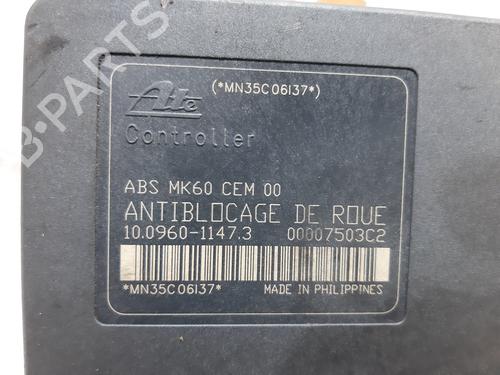 B-PARTS
(*MN35C06137*)
Ate
Controller
ABS MK60 CEM 00
ANTIBLOCAGE DE ROUE
10.0960-1147.3 00007503C2
*MN35C06137* MADE IN PHILIPPINES